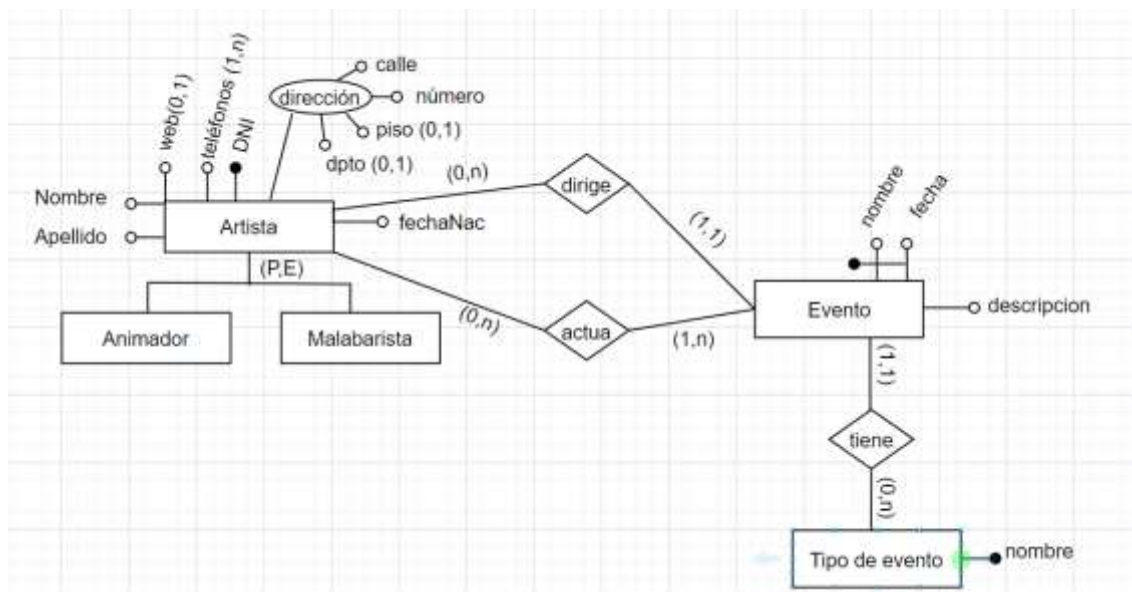 calle
dirección
número
piso (0,1)
dpto (0,1)
web(0,1)
teléfonos (1,n)
DNI
Nombre
Apellido
Artista
fechaNac
(P,E)
Animador
Malabarista
(0,n)
dirige
(1,1)
(0,n)
actua
(1,n)
nombre
fecha
Evento
descripcion
(1,1)
tiene
(0,n)
Tipo de evento
nombre